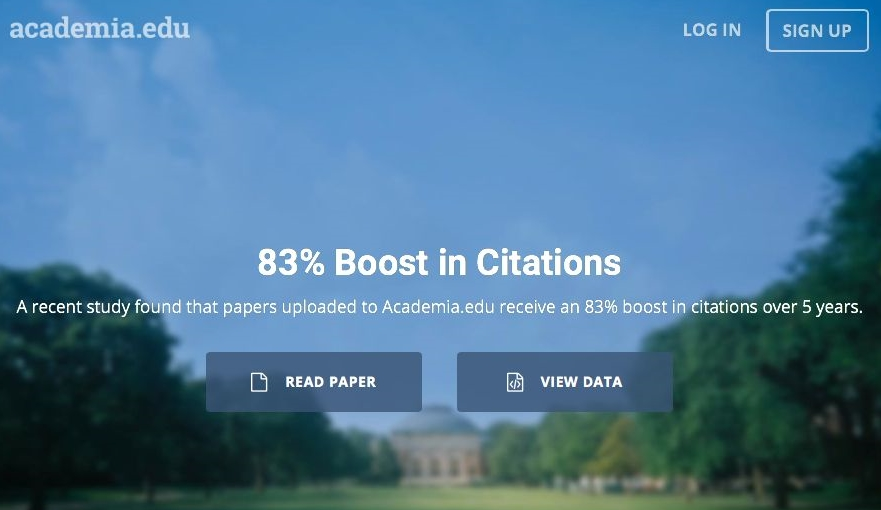 academia.edu
LOG IN
SIGN UP
83% Boost in Citations
A recent study found that papers uploaded to Academia.edu receive an 83% boost in citations over 5 years.
READ PAPER
VIEW DATA